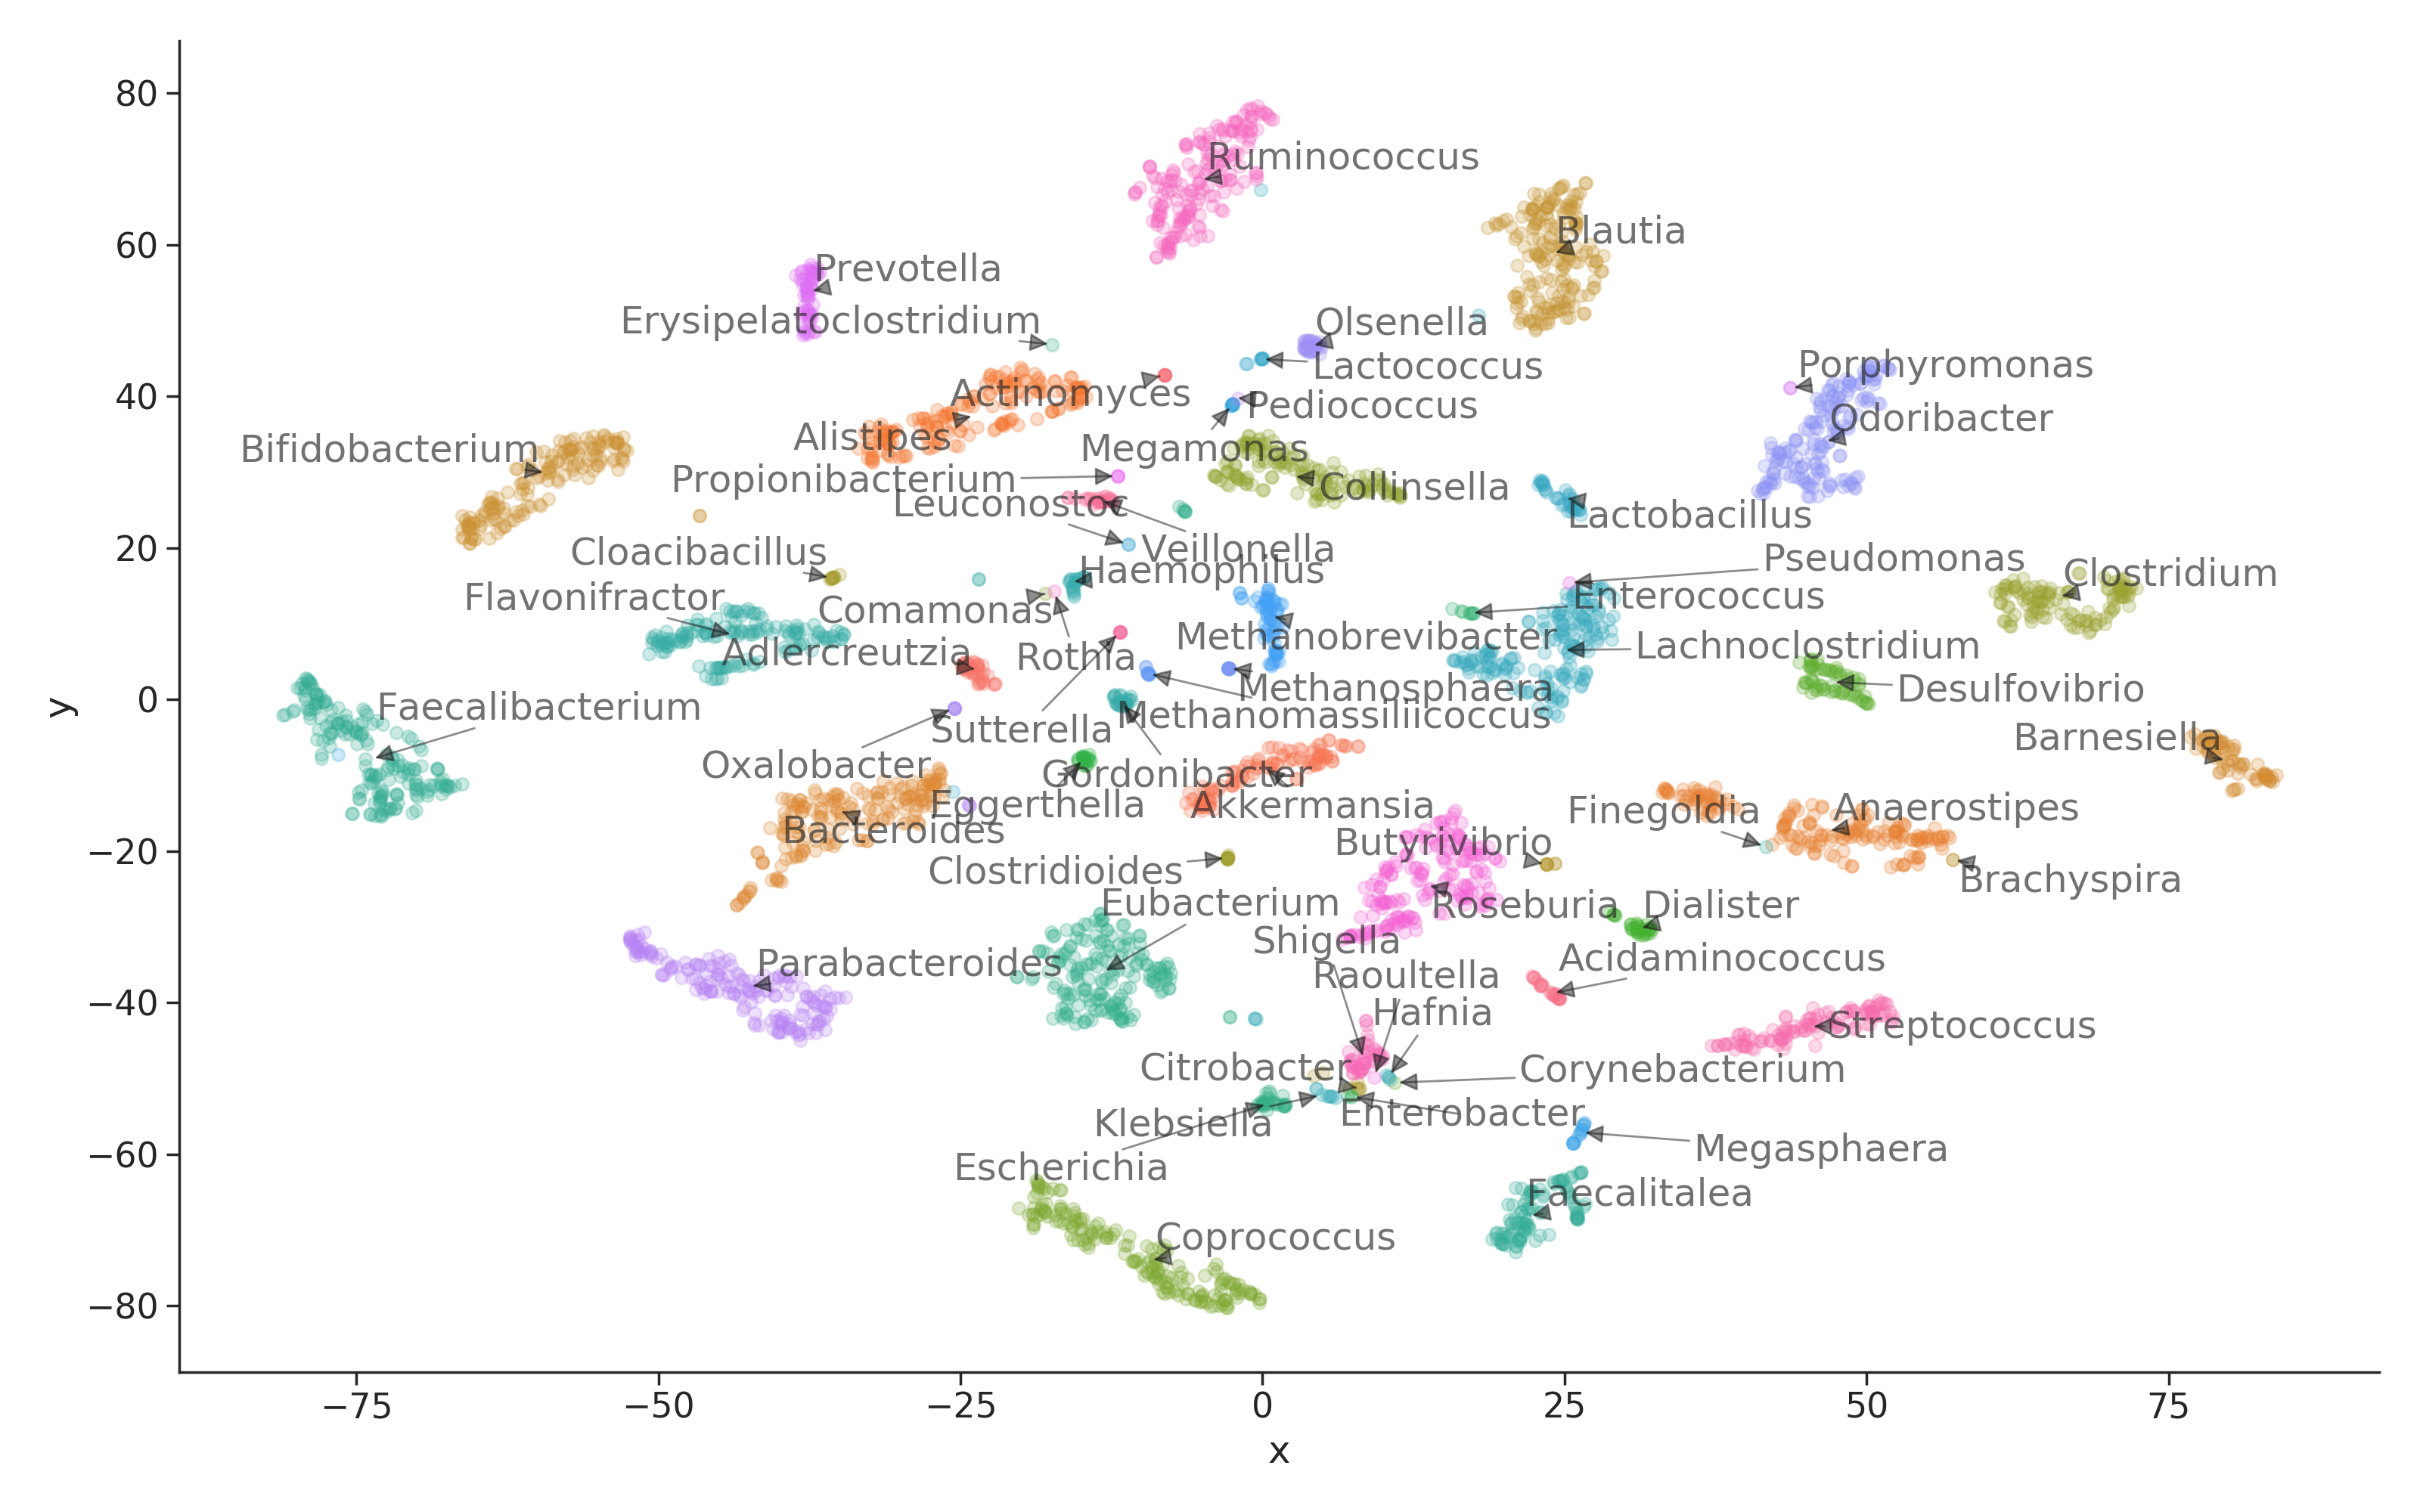 80
60
40
20
0
−20
−40
−60
−80
y
−75
−50
−25
0
25
50
75
x
Ruminococcus
Blautia
Prevotella
Erysipelatoclostridium
Olsenella
Lactococcus
Porphyromonas
Actinomyces
Pediococcus
Odoribacter
Alistipes
Bifidobacterium
Megamonas
Propionibacterium
Collinsella
Leuconostoc
Lactobacillus
Veillonella
Cloacibacillus
Pseudomonas
Haemophilus
Clostridium
Flavonifractor
Comamonas
Enterococcus
Methanobrevibacter
Adlercreutzia
Rothia
Lachnoclostridium
Methanosphaera
Desulfovibrio
Faecalibacterium
Sutterella
Methanomassiliicoccus
Barnesiella
Oxalobacter
Gordonibacter
Eggerthella
Akkermansia
Finegoldia
Anaerostipes
Bacteroides
Butyrivibrio
Clostridioides
Brachyspira
Eubacterium
Roseburia
Dialister
Shigella
Parabacteroides
Acidaminococcus
Raoultella
Hafnia
Streptococcus
Citrobacter
Corynebacterium
Klebsiella
Enterobacter
Megasphaera
Escherichia
Faecalitalea
Coprococcus